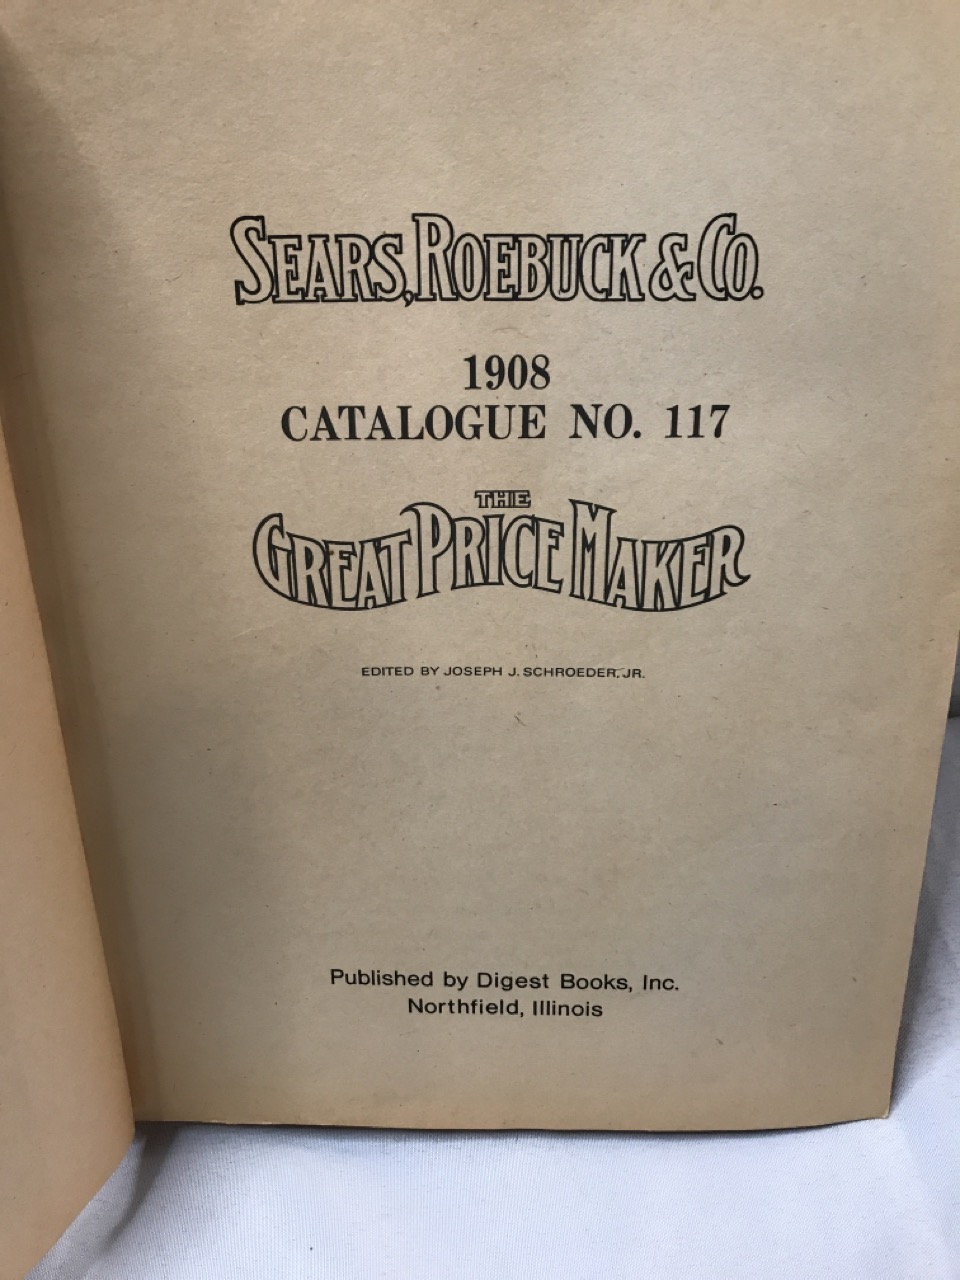 SEARS, ROEBUCK & CO.
1908
CATALOGUE NO. 117
THE
GREAT PRICE MAKER
EDITED BY JOSEPH J. SCHROEDER, JR.
Published by Digest Books, Inc.
Northfield, Illinois